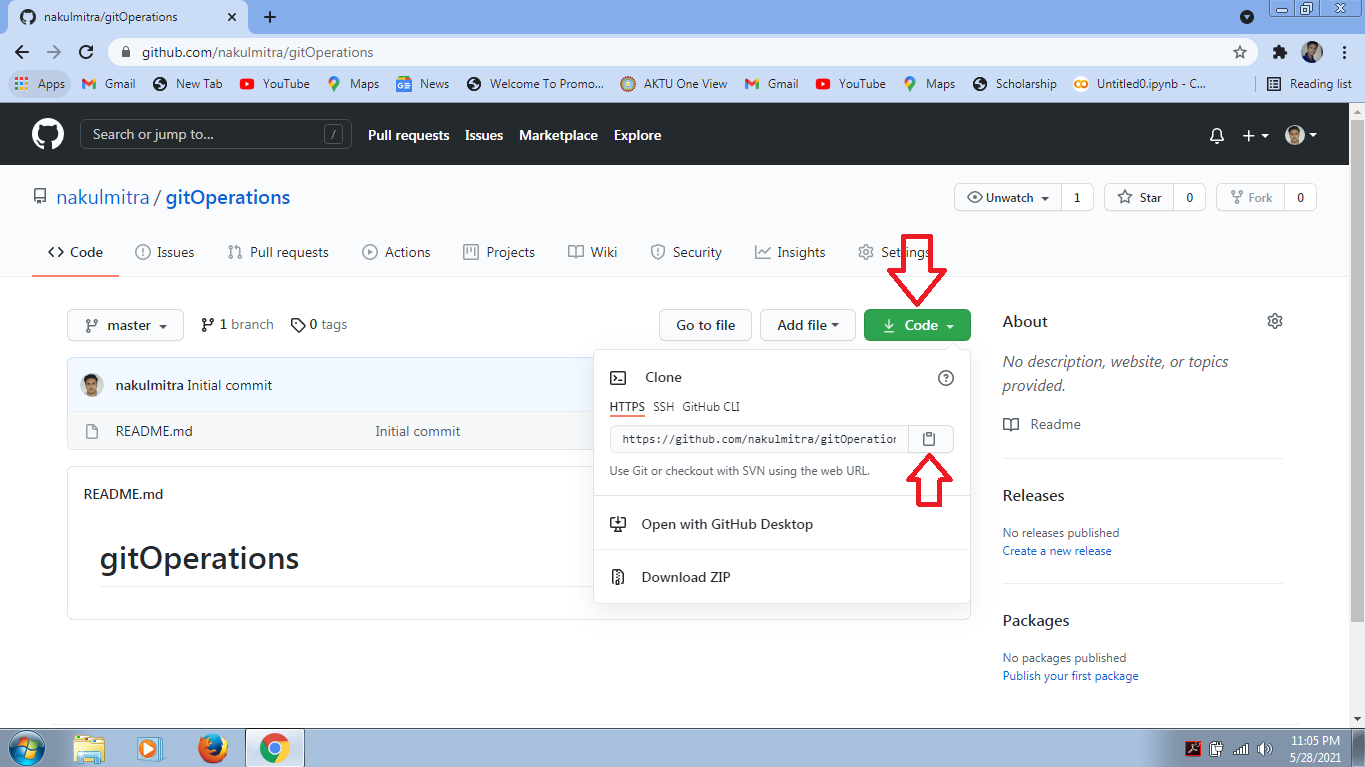 nakulmitra/gitOperations
github.com/nakulmitra/gitOperations
Apps Gmail New Tab YouTube Maps News Welcome To Promo... AKTU One View Gmail YouTube Maps Scholarship Untitled0.ipynb - C... Reading list
Search or jump to... / Pull requests Issues Marketplace Explore
nakulmitra / gitOperations Unwatch 1 Star 0 Fork 0
Code Issues Pull requests Actions Projects Wiki Security Insights Settings
master 1 branch 0 tags Go to file Add file Code
About
No description, website, or topics
provided.
Readme
nakulmitra Initial commit
README.md Initial commit
Clone
HTTPS SSH GitHub CLI
https://github.com/nakulmitra/gitOperation
Use Git or checkout with SVN using the web URL.
Open with GitHub Desktop
Download ZIP
README.md
gitOperations
Releases
No releases published
Create a new release
Packages
No packages published
Publish your first package
11:05 PM
5/28/2021